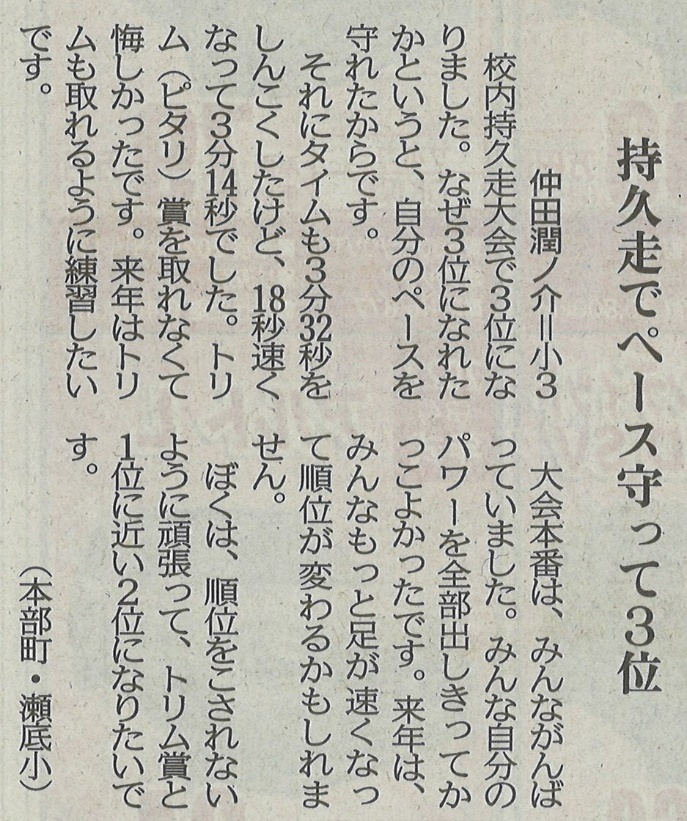 持久走でペース守って3位
仲田潤ノ介＝小3
校内持久走大会で3位にな
りました。なぜ3位になれた
かというと、自分のペースを
守れたからです。
それにタイムも3分32秒を
しんこくしたけど、18秒速く
なって3分14秒でした。トリ
ム（ピタリ）賞を取れなくて
悔しかったです。来年はトリ
ムも取れるように練習したい
です。
大会本番は、みんながんば
っていました。みんな自分の
パワーを全部出しきってか
っこよかったです。来年は、
みんなもっと足が速くなっ
て順位が変わるかもしれま
せん。
ぼくは、順位をこされない
ように頑張って、トリム賞と
1位に近い2位になりたいで
す。
（本部町・瀬底小）